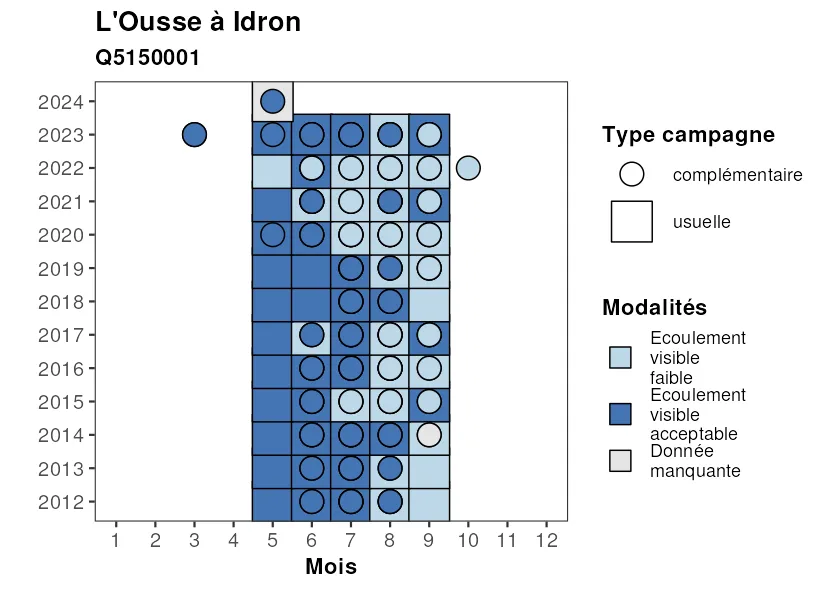 L'Ousse à Idron
Q5150001
2024
2023
2022
2021
2020
2019
2018
2017
2016
2015
2014
2013
2012
1 2 3 4 5 6 7 8 9 10 11 12
Mois
Type campagne
complémentaire
usuelle
Modalités
Ecoulement
visible
faible
Ecoulement
visible
acceptable
Donnée
manquante